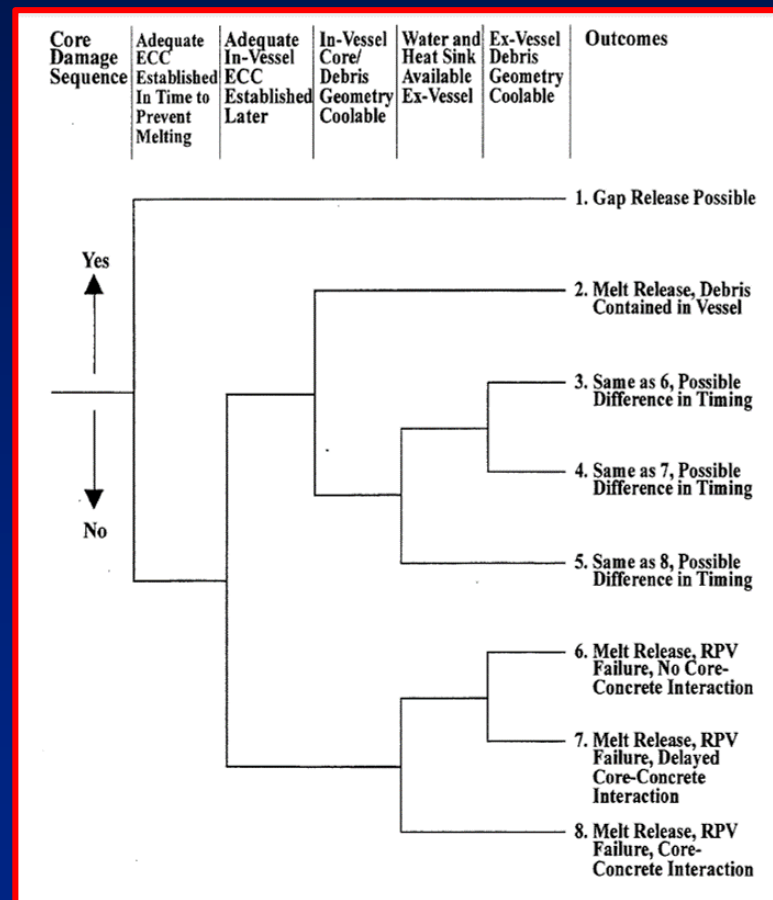 Core
Damage
Sequence
Adequate
ECC
Established
In Time to
Prevent
Melting
Adequate
In-Vessel
ECC
Established
Later
In-Vessel
Core/
Debris
Geometry
Coolable
Water and
Heat Sink
Available
Ex-Vessel
Ex-Vessel
Debris
Geometry
Coolable
Outcomes
Yes
No
1. Gap Release Possible
2. Melt Release, Debris
Contained in Vessel
3. Same as 6, Possible
Difference in Timing
4. Same as 7, Possible
Difference in Timing
5. Same as 8, Possible
Difference in Timing
6. Melt Release, RPV
Failure, No Core-
Concrete Interaction
7. Melt Release, RPV
Failure, Delayed
Core-Concrete
Interaction
8. Melt Release, RPV
Failure, Core-
Concrete Interaction